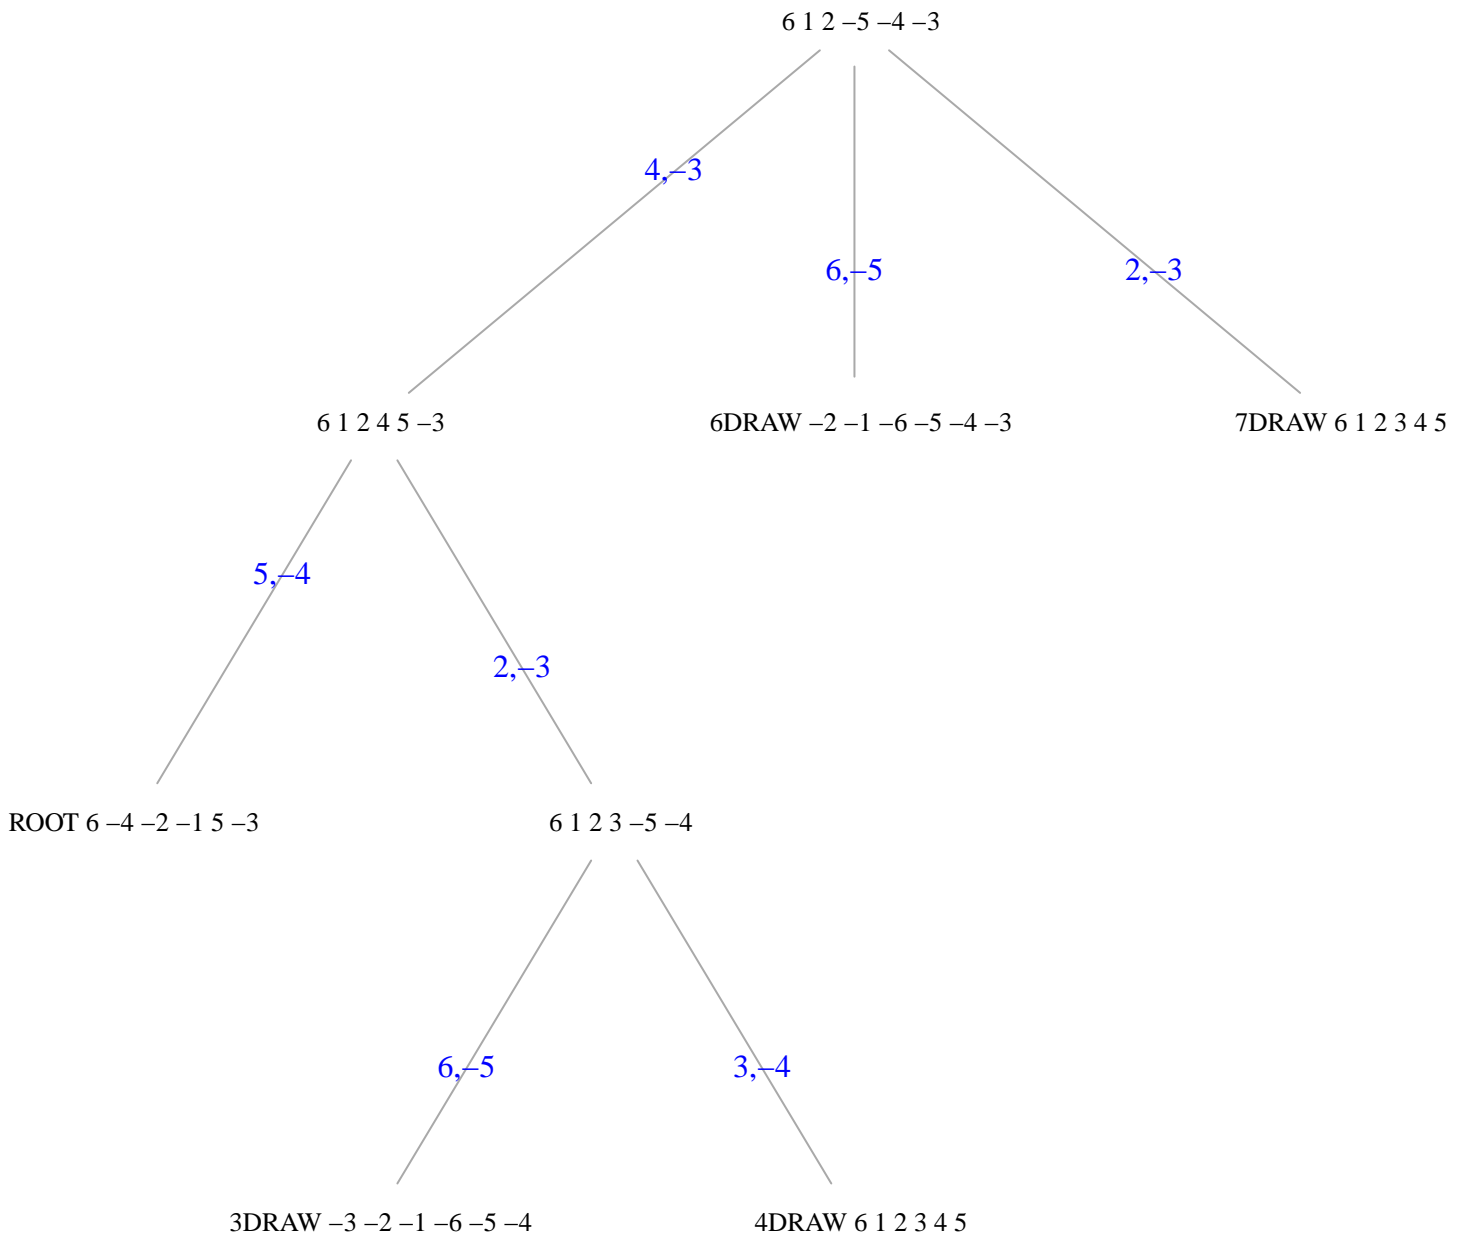 6 1 2 –5 –4 –3
4,–3
6,–5
2,–3
6 1 2 4 5 –3
6DRAW –2 –1 –6 –5 –4 –3
7DRAW 6 1 2 3 4 5
5,–4
2,–3
ROOT 6 –4 –2 –1 5 –3
6 1 2 3 –5 –4
6,–5
3,–4
3DRAW –3 –2 –1 –6 –5 –4
4DRAW 6 1 2 3 4 5